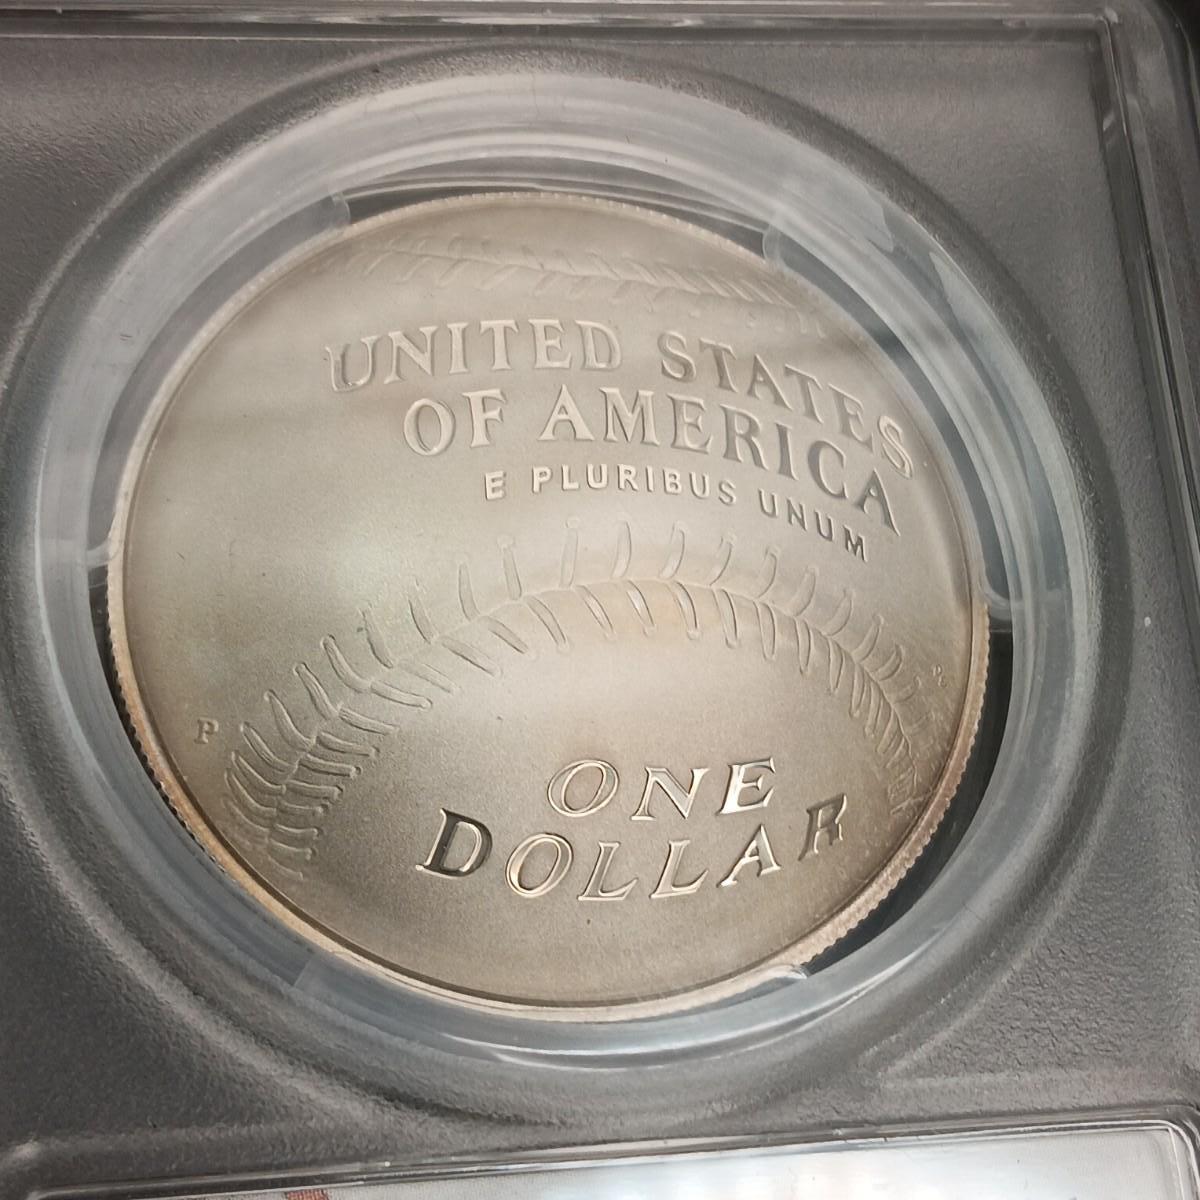 UNITED STATES
OF AMERICA
E PLURIBUS UNUM
P
ONE
DOLLAR